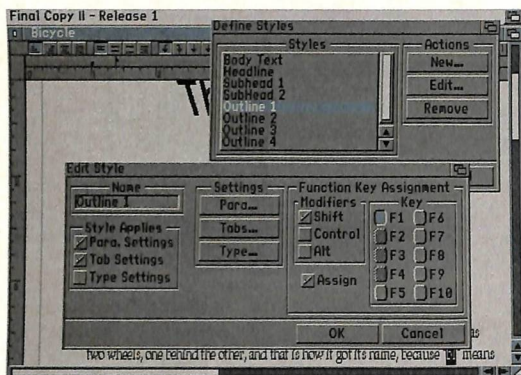 Final Copy II - Release 1
Bicycle
Th
Define Styles
Styles
Body Text
Headline
Subhead 1
SubHead 2
Outline 1
Outline 2
Outline 3
Outline 4
Actions
New...
Edit...
Remove
Edit Style
Name
Outline 1
Style Applies
Para. Settings
Tab Settings
Type Settings
Settings
Para...
Tabs...
Type...
Function Key Assignment
Modifiers
Shift
Control
Alt
Assign
Key
F1 F6
F2 F7
F3 F8
F4 F9
F5 F10
OK Cancel
is
two wheels, one behind the other, and that is how it got its name, because "Bi" means